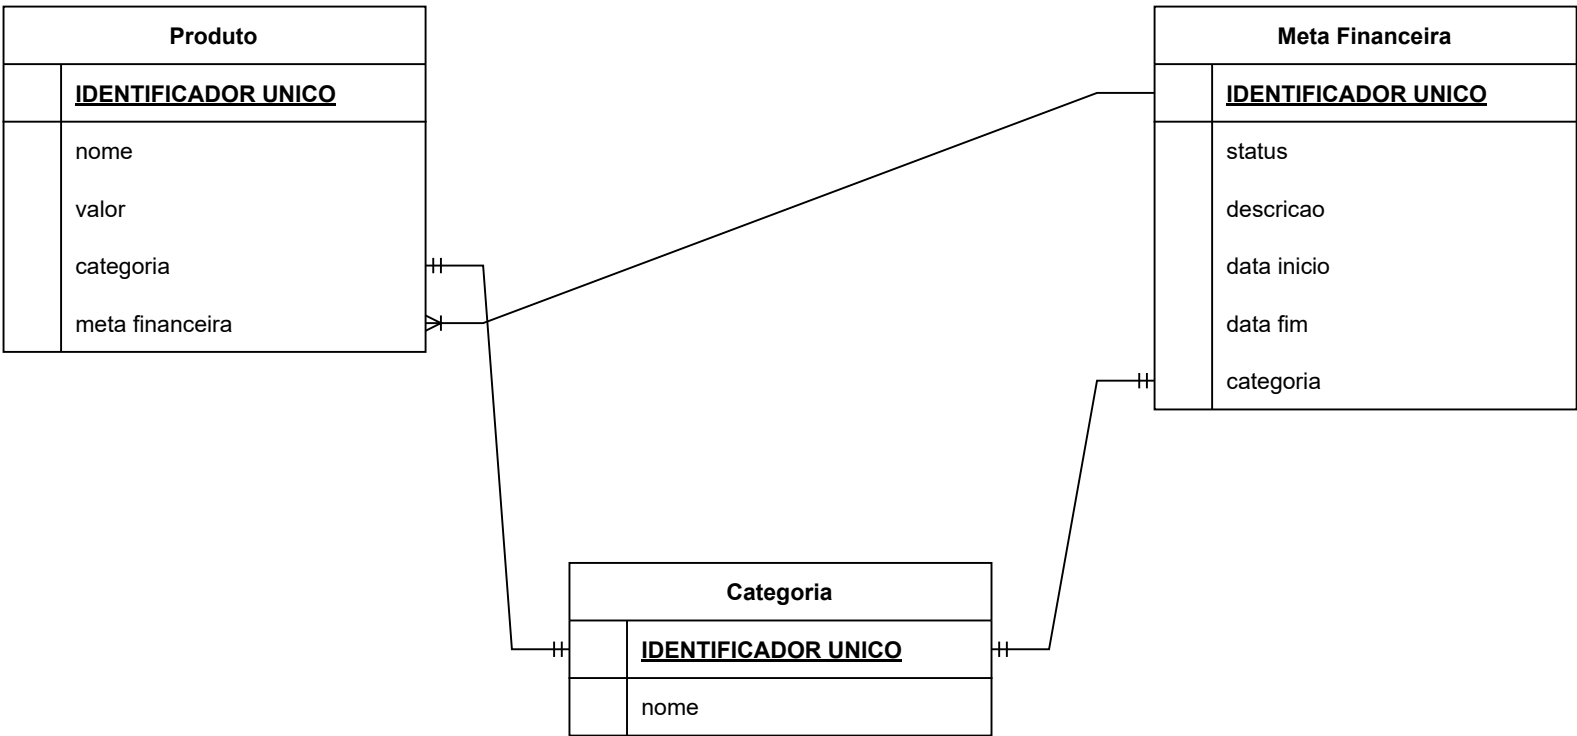 Produto
IDENTIFICADOR UNICO
nome
valor
categoria
meta financeira
Meta Financeira
IDENTIFICADOR UNICO
status
descricao
data inicio
data fim
categoria
Categoria
IDENTIFICADOR UNICO
nome